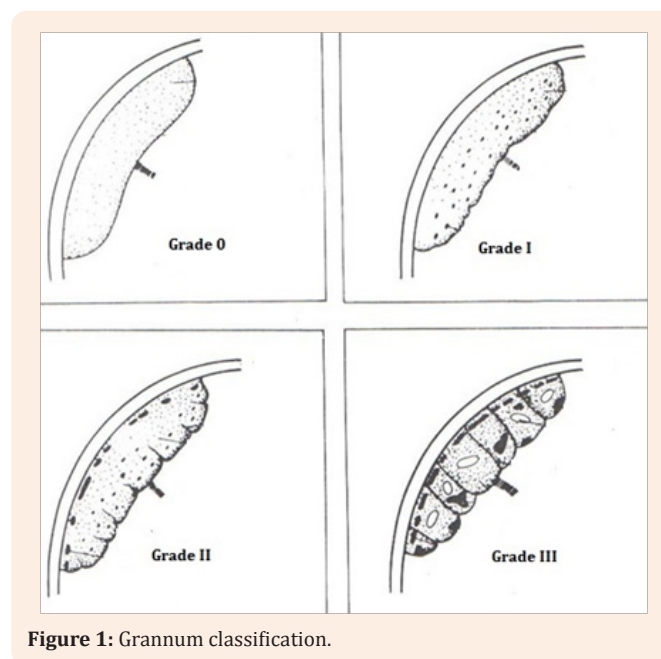 Grade 0
Grade I
Grade II
Grade III
Figure 1: Grannum classification.